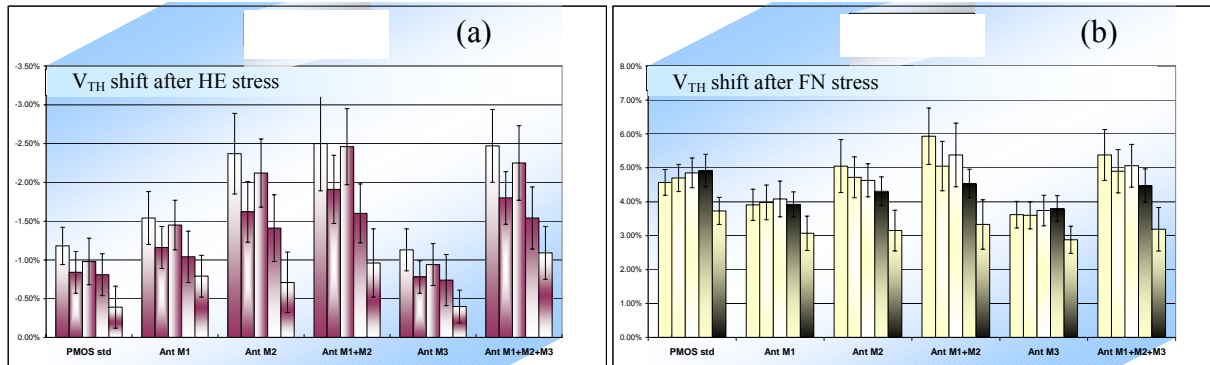 (a)
-3.50%
V_TH shift after HE stress
-3.00%
-2.50%
-2.00%
-1.50%
-1.00%
-0.50%
0.00%
PMOS std Ant M1 Ant M2 Ant M1+M2 Ant M3 Ant M1+M2+M3
(b)
8.00%
V_TH shift after FN stress
7.00%
6.00%
5.00%
4.00%
3.00%
2.00%
1.00%
0.00%
PMOS std Ant M1 Ant M2 Ant M1+M2 Ant M3 Ant M1+M2+M3